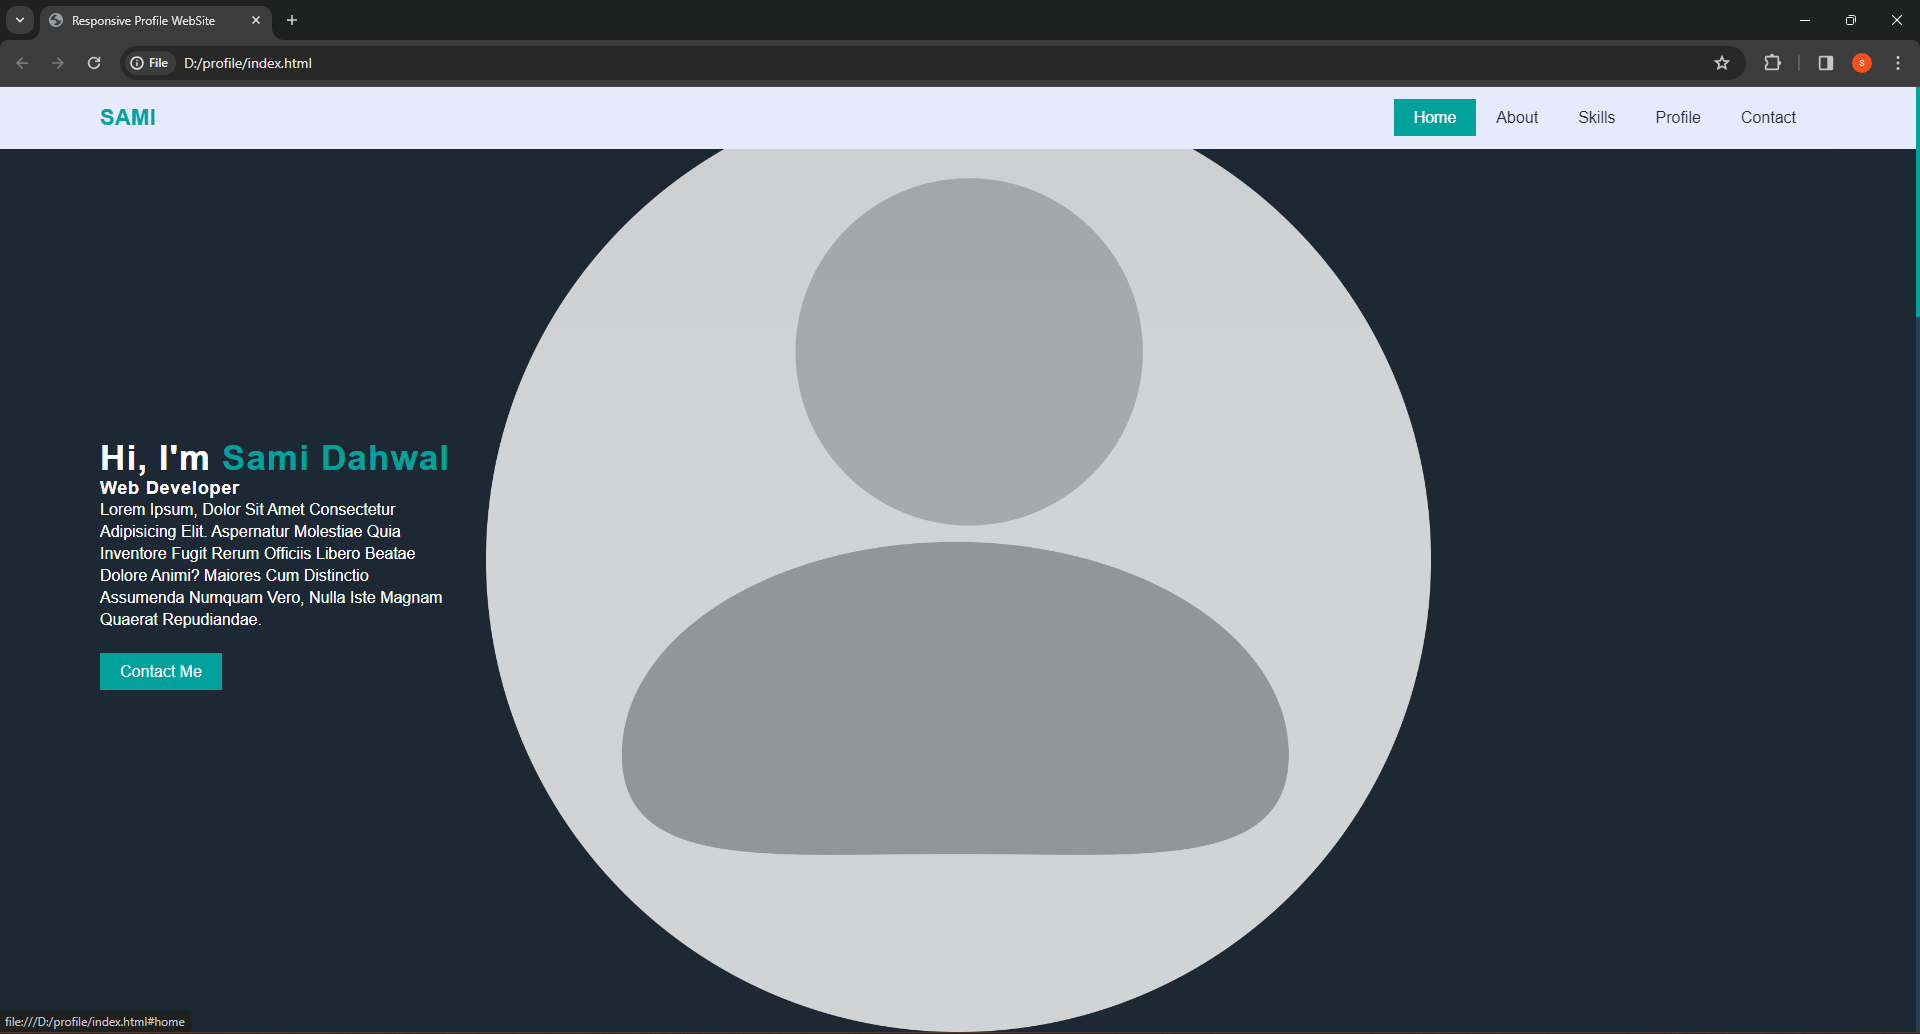 Responsive Profile WebSite
File D:/profile/index.html
S
SAMI
Home About Skills Profile Contact
Hi, I'm Sami Dahwal
Web Developer
Lorem Ipsum, Dolor Sit Amet Consectetur
Adipisicing Elit. Aspernatur Molestiae Quia
Inventore Fugit Rerum Officiis Libero Beatae
Dolore Animi? Maiores Cum Distinctio
Assumenda Numquam Vero, Nulla Iste Magnam
Quaerat Repudiandae.
Contact Me
file:///D:/profile/index.html#home